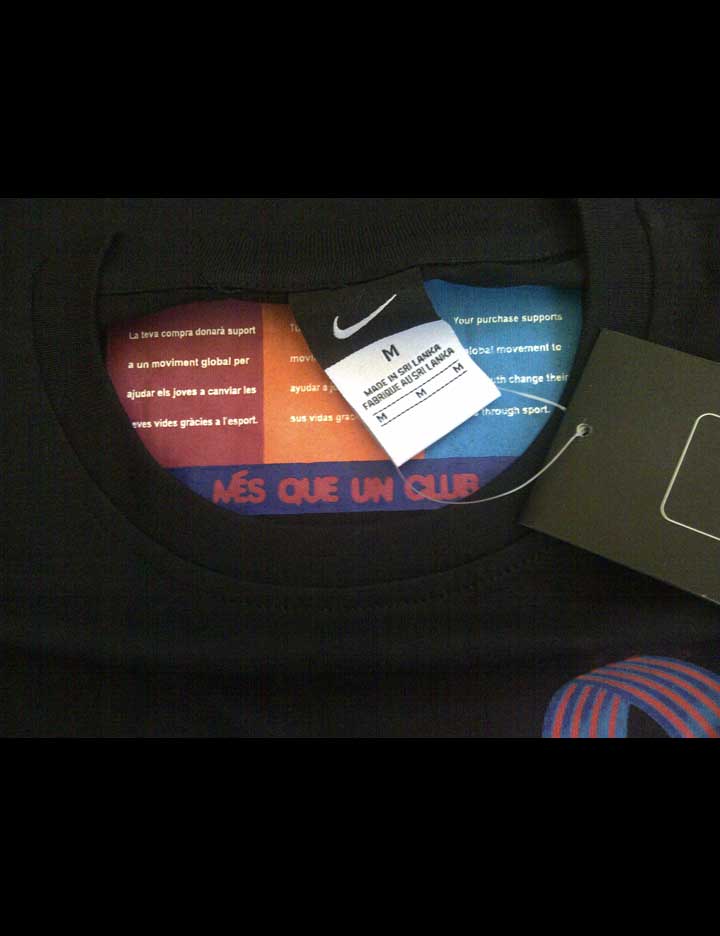 La teva compra donarà suport
a un moviment global per
ajudar els joves a canviar les
seves vides gràcies a l'esport.
ayudar a
sus vidas
M
MADE IN SRI LANKA
FABRIQUE AU SRI LANKA
M M M
Your purchase supports
global movement to
change their
through sport.
MÉS QUE UN CLUB